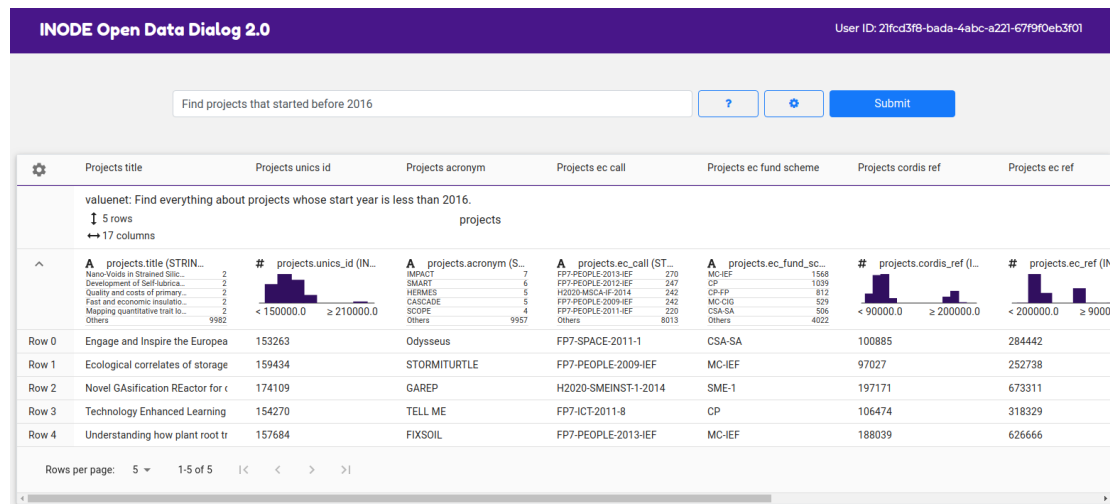 INODE Open Data Dialog 2.0
User ID: 21fcd3f8-bada-4abc-a221-67f9f0eb3f01
Find projects that started before 2016
?
Submit
Projects title Projects unics id Projects acronym Projects ec call Projects ec fund scheme Projects cordis ref Projects ec ref
valuenet: Find everything about projects whose start year is less than 2016.
5 rows
projects
17 columns
A projects.title (STRIN...
Nano-Voids in Strained Silic... 2
Development of Self-lubrica... 2
Quality and costs of primary... 2
Fast and economic insulatio... 2
Mapping quantitative trait lo... 2
Others 9982
# projects.unics_id (IN...
< 150000.0 ≥ 210000.0
A projects.acronym (S...
IMPACT 7
SMART 6
HERMES 5
CASCADE 5
SCOPE 4
Others 9957
A projects.ec_call (ST...
FP7-PEOPLE-2013-IEF 270
FP7-PEOPLE-2012-IEF 247
H2020-MSCA-IF-2014 242
FP7-PEOPLE-2009-IEF 242
FP7-PEOPLE-2011-IEF 220
Others 8013
A projects.ec_fund_sc...
MC-IEF 1568
CP 1039
CP-FP 812
MC-CIG 529
CSA-SA 506
Others 4022
# projects.cordis_ref (I...
< 90000.0 ≥ 200000.0
# projects.ec_ref (IN
< 200000.0 ≥ 9000
Row 0 Engage and Inspire the Europea 153263 Odysseus FP7-SPACE-2011-1 CSA-SA 100885 284442
Row 1 Ecological correlates of storage 159434 STORMITURTLE FP7-PEOPLE-2009-IEF MC-IEF 97027 252738
Row 2 Novel GAsification REactor for c 174109 GAREP H2020-SMEINST-1-2014 SME-1 197171 673311
Row 3 Technology Enhanced Learning 154270 TELL ME FP7-ICT-2011-8 CP 106474 318329
Row 4 Understanding how plant root tr 157684 FIXSOIL FP7-PEOPLE-2013-IEF MC-IEF 188039 626666
Rows per page: 5 1-5 of 5